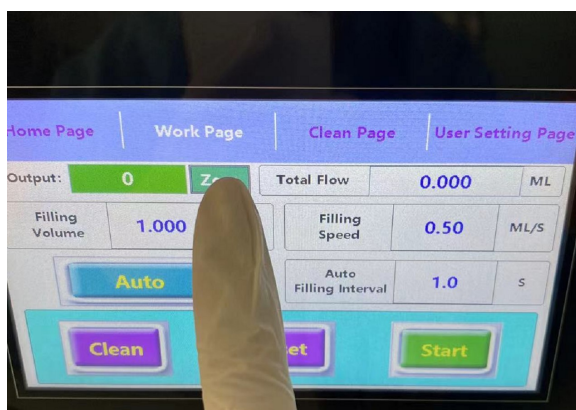 Home Page Work Page Clean Page User Setting Page
Output: 0 Total Flow 0.000 ML
Filling Volume 1.000 Filling Speed 0.50 ML/S
Auto Auto Filling Interval 1.0 S
Clean Start